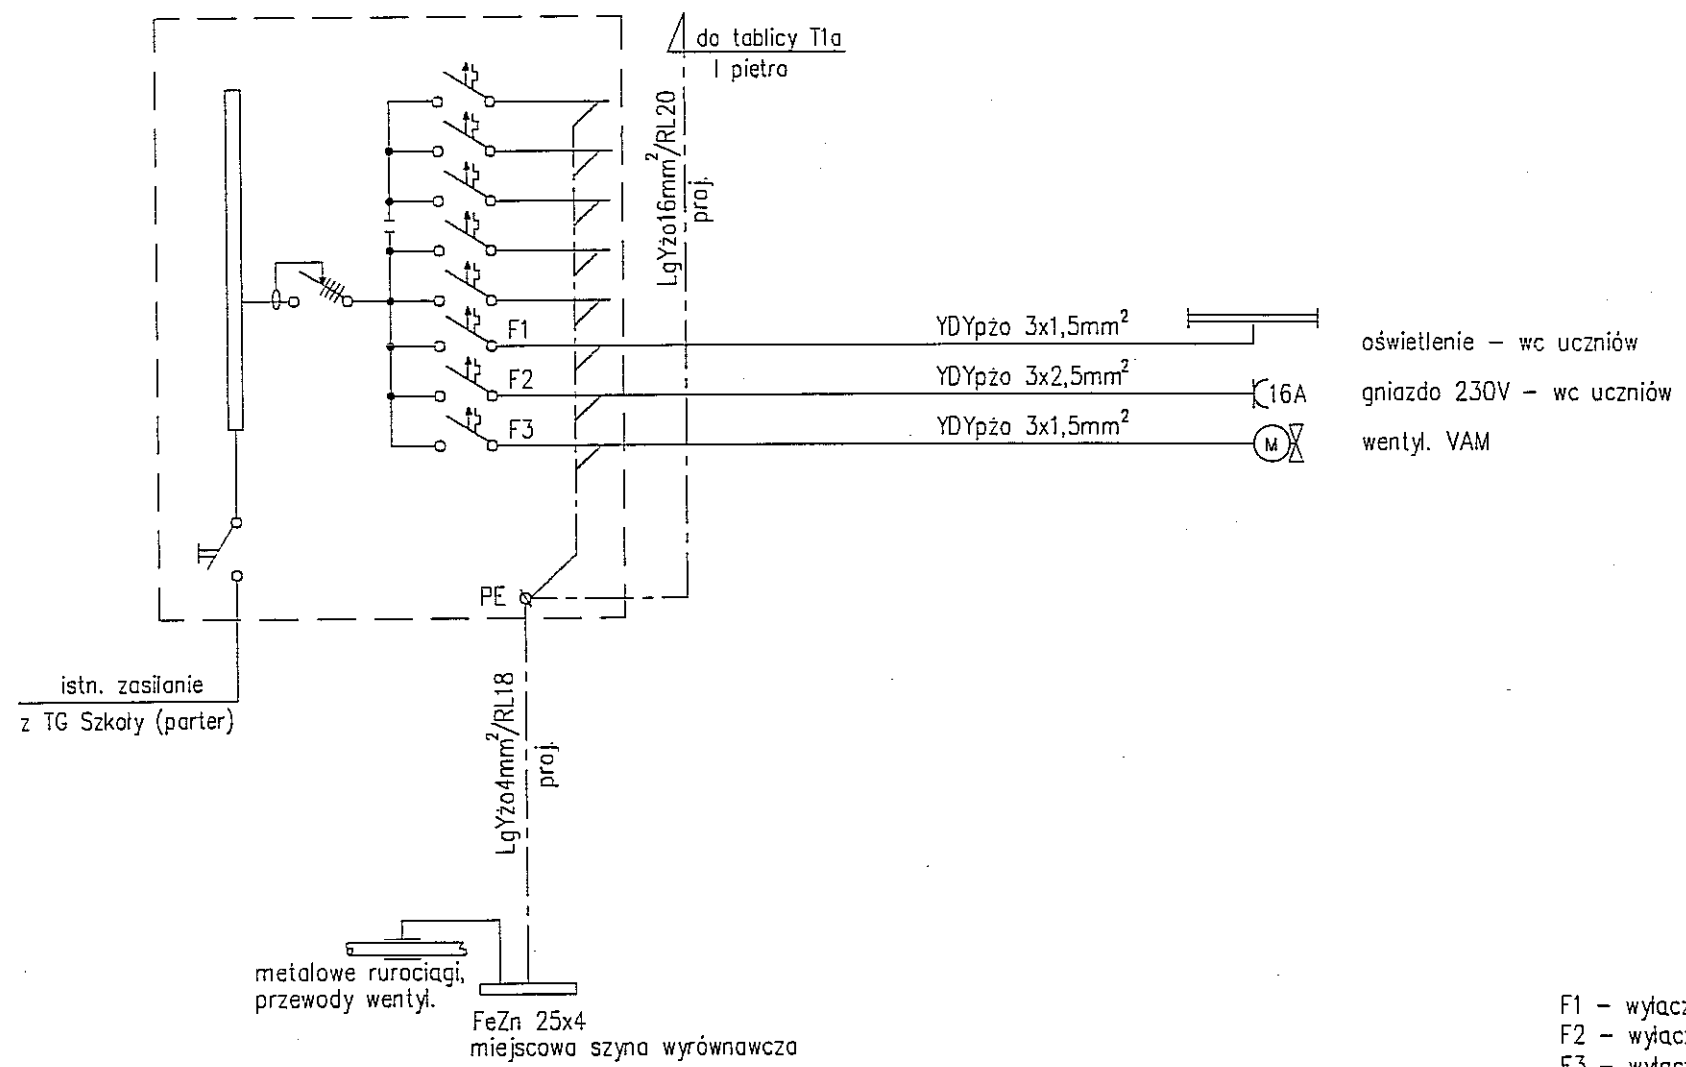 do tablicy T1a
I piętro
LgYżo16mm²/RL20
proj.
F1
YDYpżo 3x1,5mm²
oświetlenie – wc uczniów
F2
YDYpżo 3x2,5mm²
16A
gniazdo 230V – wc uczniów
F3
YDYpżo 3x1,5mm²
M
wentyl. VAM
PE
istn. zasilanie
z TG Szkoły (parter)
LgYżo4mm²/RL18
proj.
metalowe rurociągi,
przewody wentyl.
FeZn 25x4
miejscowa szyna wyrównawcza
F1 – wyłącz
F2 – wyłącz
F3 – wyłącz